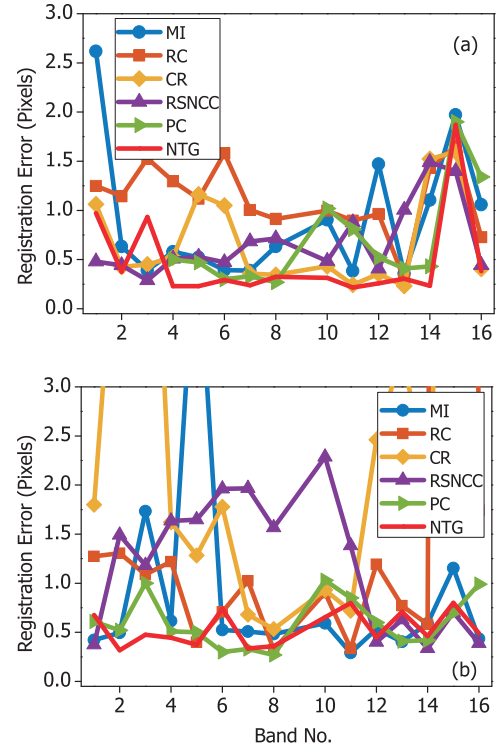 3.0
2.5
2.0
1.5
1.0
0.5
0.0
Registration Error (Pixels)
MI
RC
CR
RSNCC
PC
NTG
(a)
2 4 6 8 10 12 14 16
3.0
2.5
2.0
1.5
1.0
0.5
0.0
Registration Error (Pixels)
MI
RC
CR
RSNCC
PC
NTG
(b)
2 4 6 8 10 12 14 16
Band No.